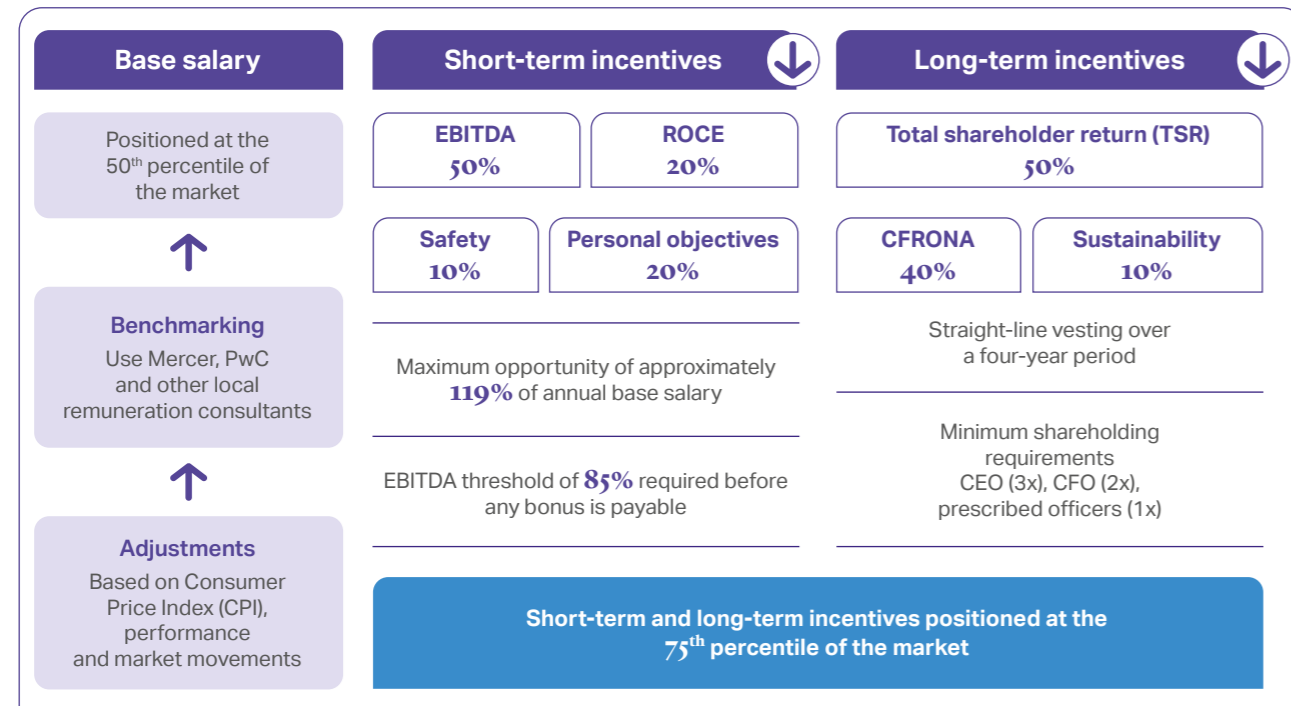 Base salary
Positioned at the
50th percentile of
the market
Benchmarking
Use Mercer, PwC
and other local
remuneration consultants
Adjustments
Based on Consumer
Price Index (CPI),
performance
and market movements
Short-term incentives
EBITDA
50%
ROCE
20%
Safety
10%
Personal objectives
20%
Maximum opportunity of approximately
119% of annual base salary
EBITDA threshold of 85% required before
any bonus is payable
Long-term incentives
Total shareholder return (TSR)
50%
CFRONA
40%
Sustainability
10%
Straight-line vesting over
a four-year period
Minimum shareholding
requirements
CEO (3x), CFO (2x),
prescribed officers (1x)
Short-term and long-term incentives positioned at the
75th percentile of the market